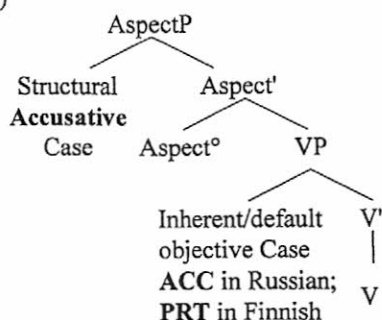 )
AspectP
Structural Aspect'
Accusative
Case Aspect° VP
Inherent/default V'
objective Case
ACC in Russian; V
PRT in Finnish